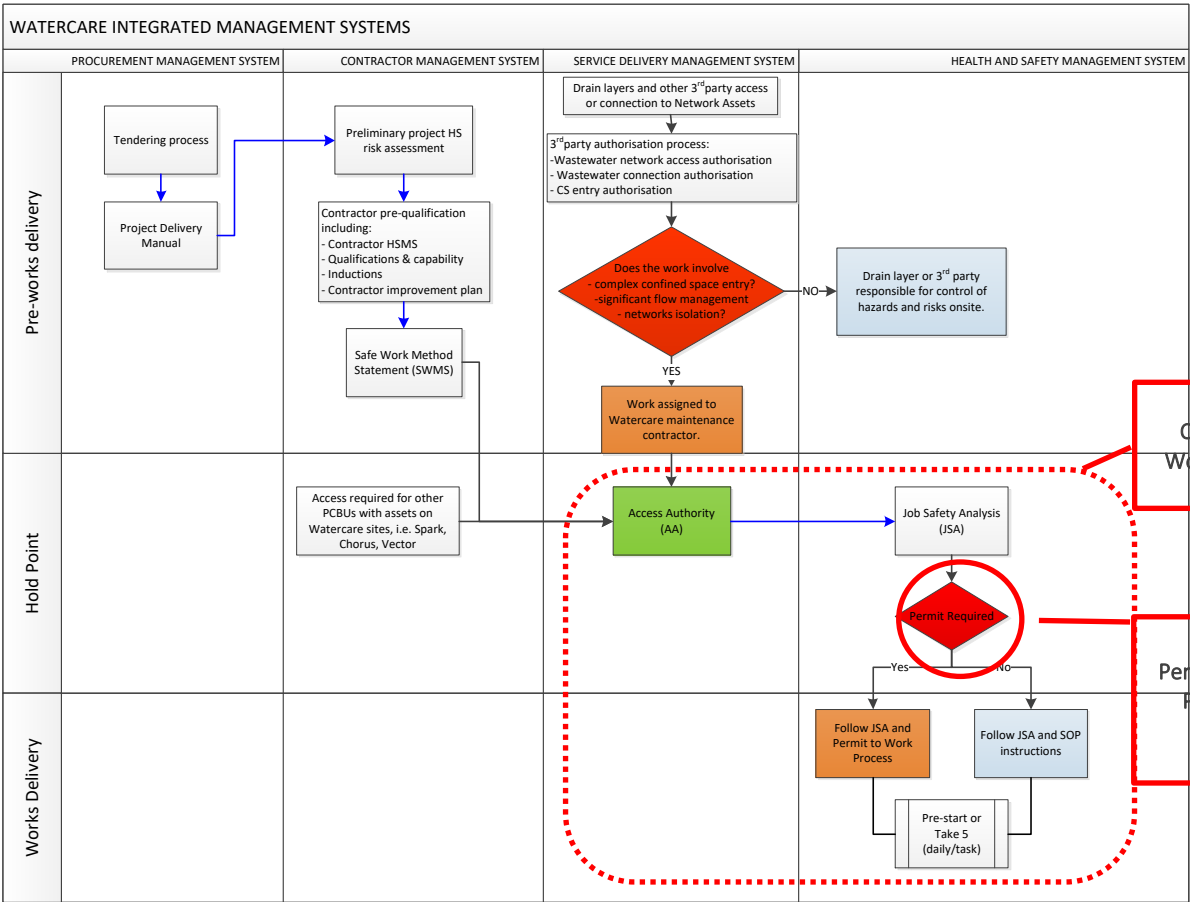 WATERCARE INTEGRATED MANAGEMENT SYSTEMS
PROCUREMENT MANAGEMENT SYSTEM
CONTRACTOR MANAGEMENT SYSTEM
SERVICE DELIVERY MANAGEMENT SYSTEM
HEALTH AND SAFETY MANAGEMENT SYSTEM
Pre-works delivery
Tendering process
Project Delivery
Manual
Preliminary project HS
risk assessment
Contractor pre-qualification
including:
- Contractor HSMS
- Qualifications & capability
- Inductions
- Contractor improvement plan
Safe Work Method
Statement (SWMS)
Drain layers and other 3rd party access
or connection to Network Assets
3rd party authorisation process:
-Wastewater network access authorisation
- Wastewater connection authorisation
- CS entry authorisation
Does the work involve
- complex confined space entry?
-significant flow management
- networks isolation?
NO
Drain layer or 3rd party
responsible for control of
hazards and risks onsite.
YES
Work assigned to
Watercare maintenance
contractor.
Hold Point
Access required for other
PCBUs with assets on
Watercare sites, i.e. Spark,
Chorus, Vector
Access Authority
(AA)
Job Safety Analysis
(JSA)
Permit Required
Yes
No
Works Delivery
Follow JSA and
Permit to Work
Process
Follow JSA and SOP
instructions
Pre-start or
Take 5
(daily/task)